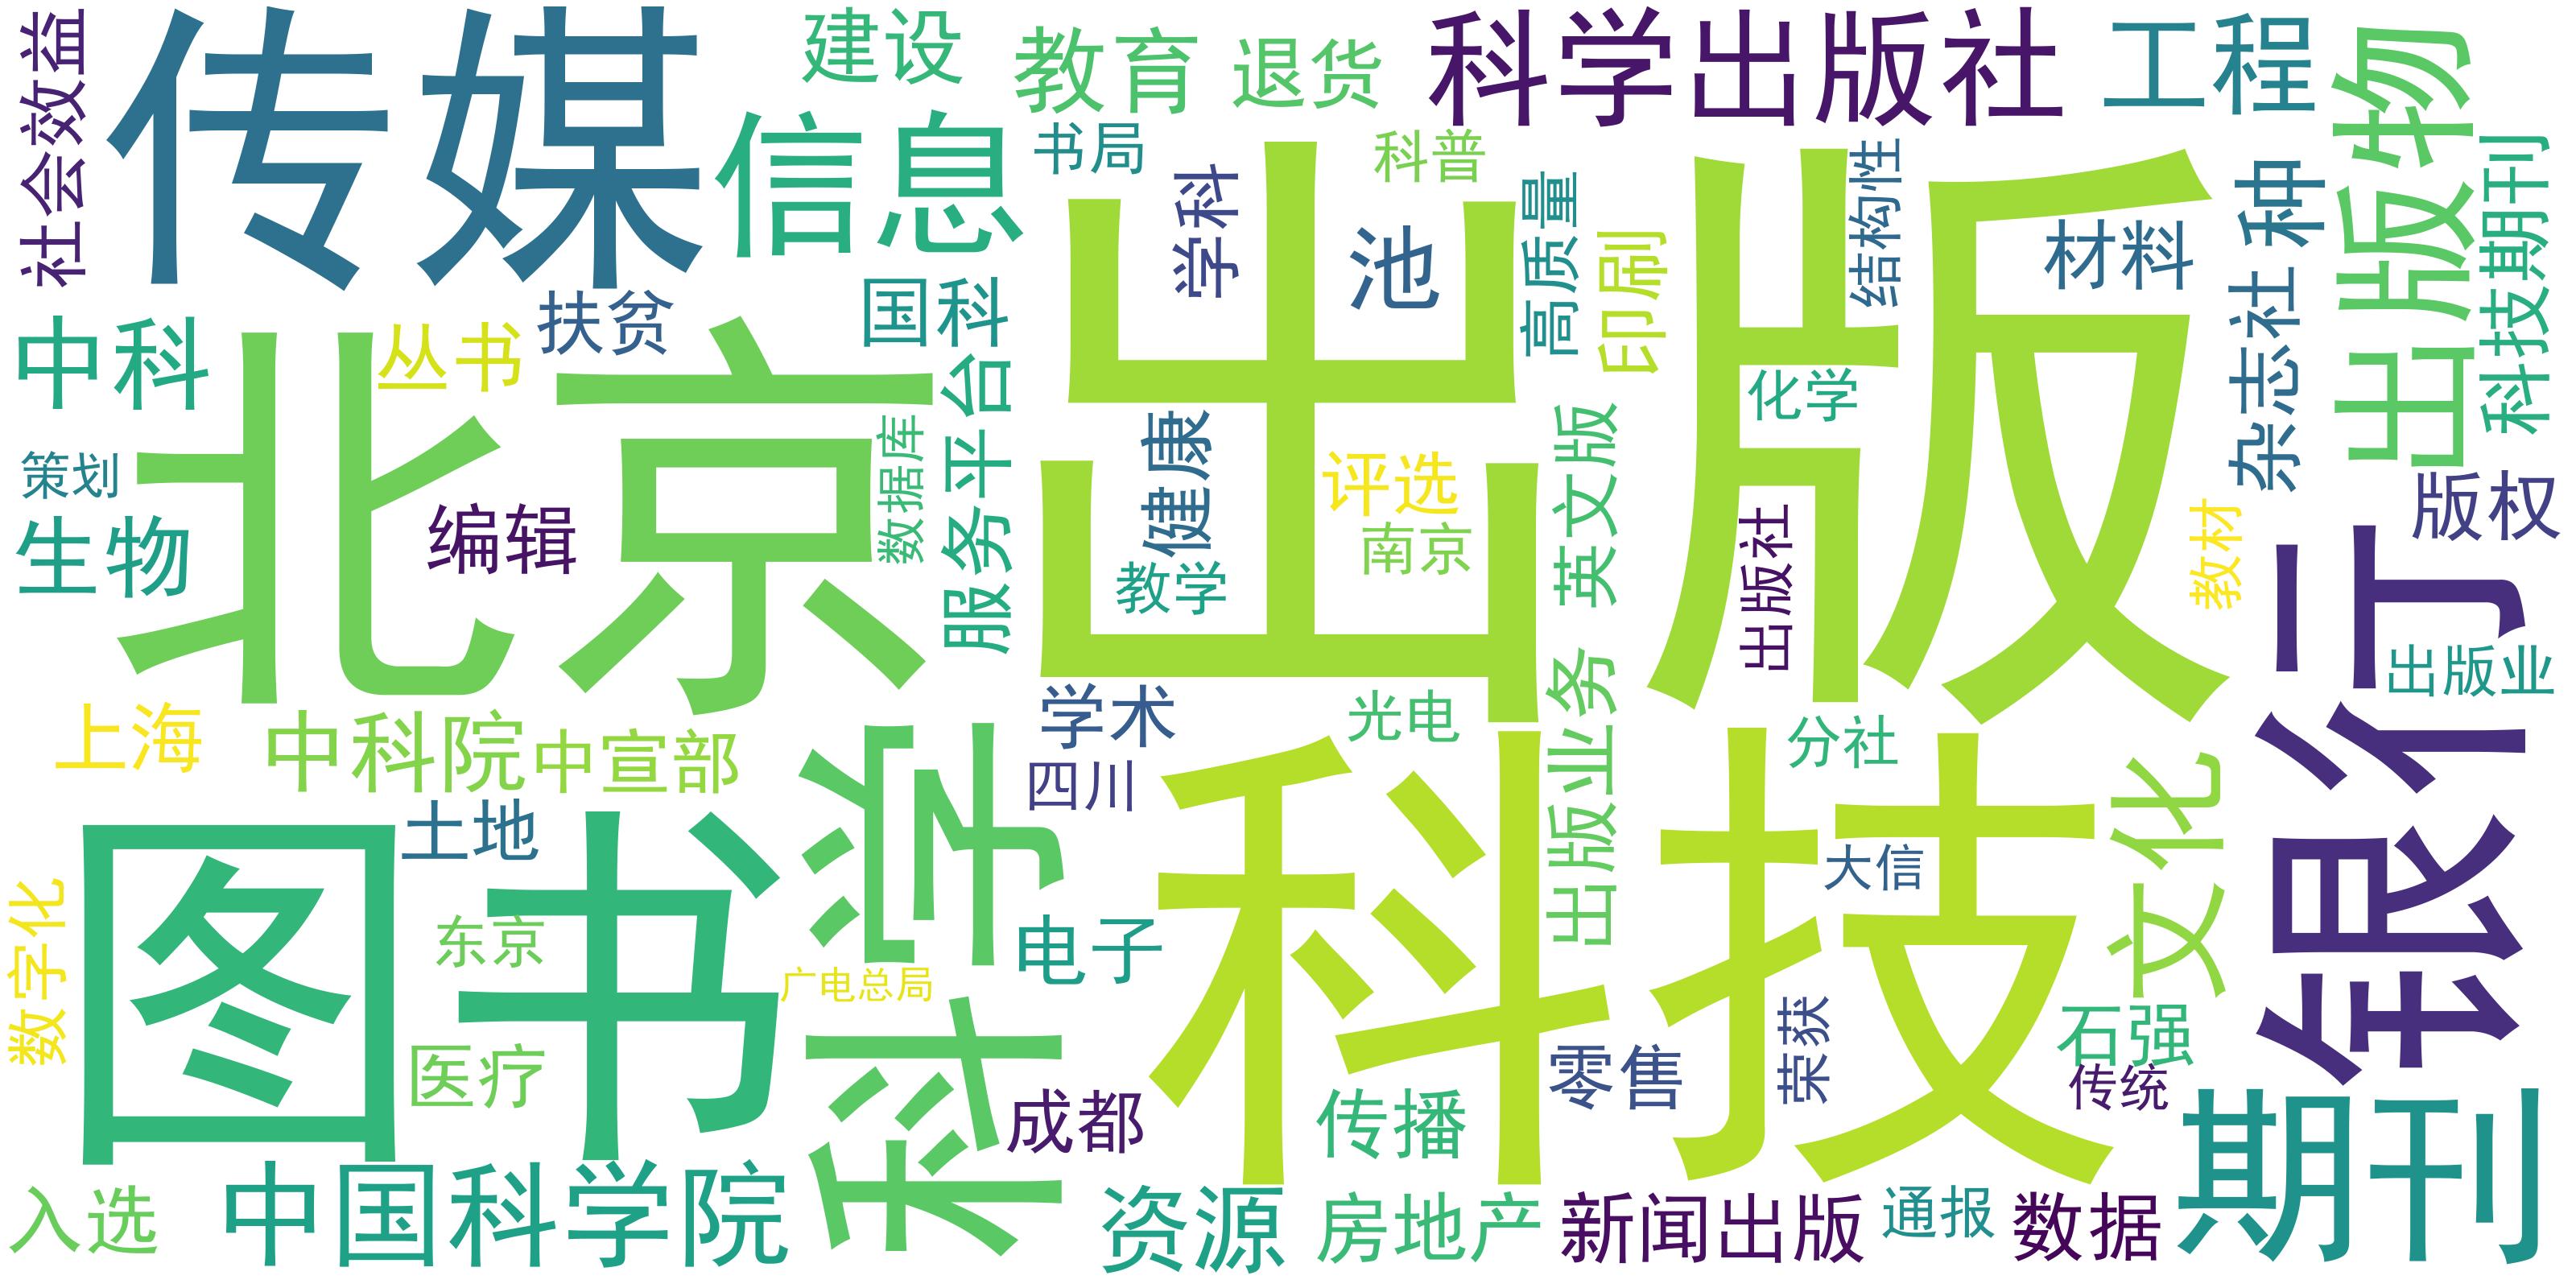 社会效益
传媒
建设
教育
退货
科学出版社
工程
出版物
信息
书局
科普
学科
池
高质量
印刷
结构性
材料
种
杂志社
科技期刊
中科
丛书
扶贫
国科
北京
出版
策划
生物
编辑
数据库
服务平台
健康
教学
评选
南京
英文版
化学
出版社
教材
版权
银行
出版业
上海
中科院
中宣部
学术
四川
光电
出版业务
分社
文化
土地
图书
科学
科技
大信
数字化
东京
广电总局
电子
医疗
成都
传播
零售
荣获
石强
传统
期刊
入选
中国科学院
资源
房地产
新闻出版
通报
数据